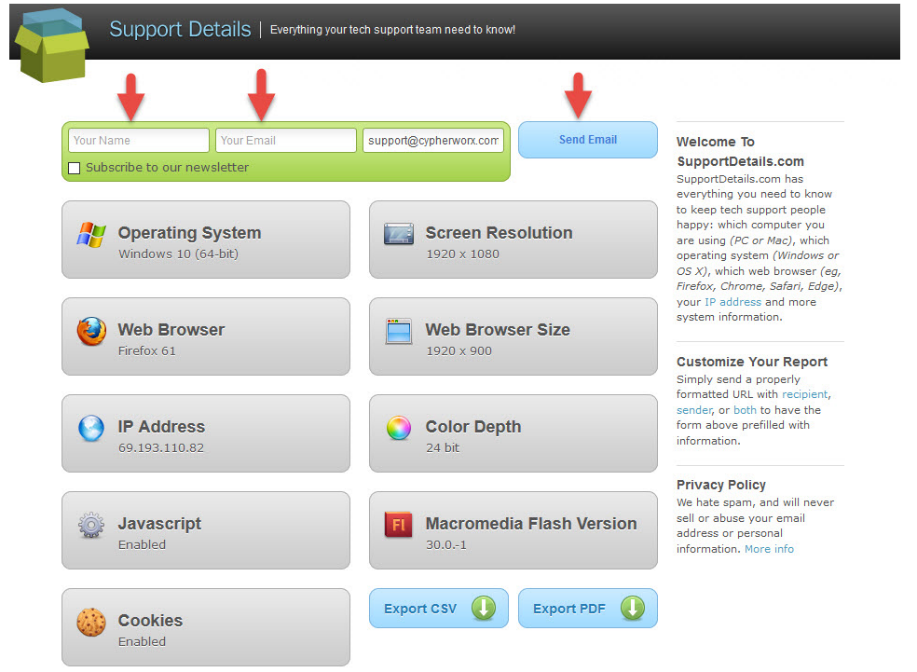 Support Details | Everything your tech support team need to know!
Your Name
Your Email
support@cypherworx.com
Send Email
Subscribe to our newsletter
Operating System
Windows 10 (64-bit)
Screen Resolution
1920 x 1080
Web Browser
Firefox 61
Web Browser Size
1920 x 900
IP Address
69.193.110.82
Color Depth
24 bit
Javascript
Enabled
FI
Macromedia Flash Version
30.0.-1
Cookies
Enabled
Export CSV
Export PDF
Welcome To
SupportDetails.com
SupportDetails.com has
everything you need to know
to keep tech support people
happy: which computer you
are using (PC or Mac), which
operating system (Windows or
OS X), which web browser (eg,
Firefox, Chrome, Safari, Edge),
your IP address and more
system information.
Customize Your Report
Simply send a properly
formatted URL with recipient,
sender, or both to have the
form above prefilled with
information.
Privacy Policy
We hate spam, and will never
sell or abuse your email
address or personal
information. More info